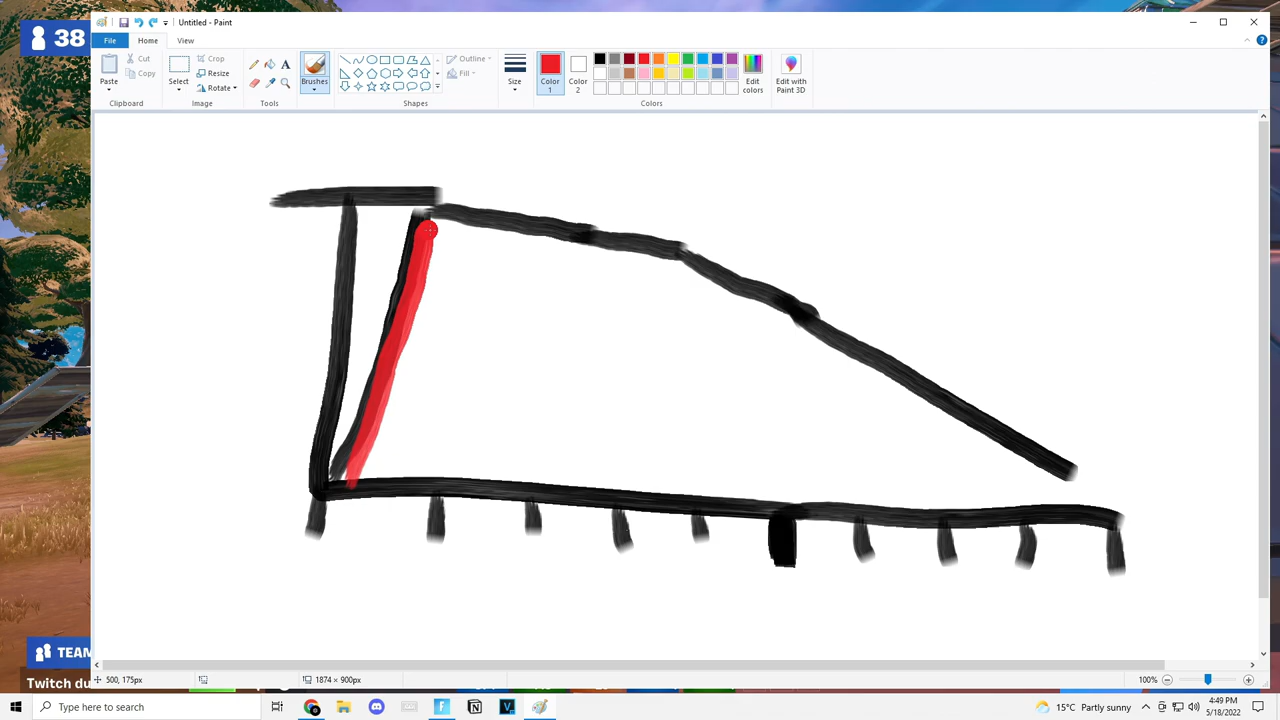 38
Untitled - Paint
File
Home
View
Paste
Cut
Copy
Clipboard
Select
Crop
Resize
Rotate
Image
A
Tools
Brushes
Outline
Fill
Shapes
Size
Color 1
Color 2
Edit colors
Edit with Paint 3D
Colors
TEAM
Twitch du
500, 175px
1874 × 900px
100%
Type here to search
15°C Partly sunny
4:49 PM
5/18/2022